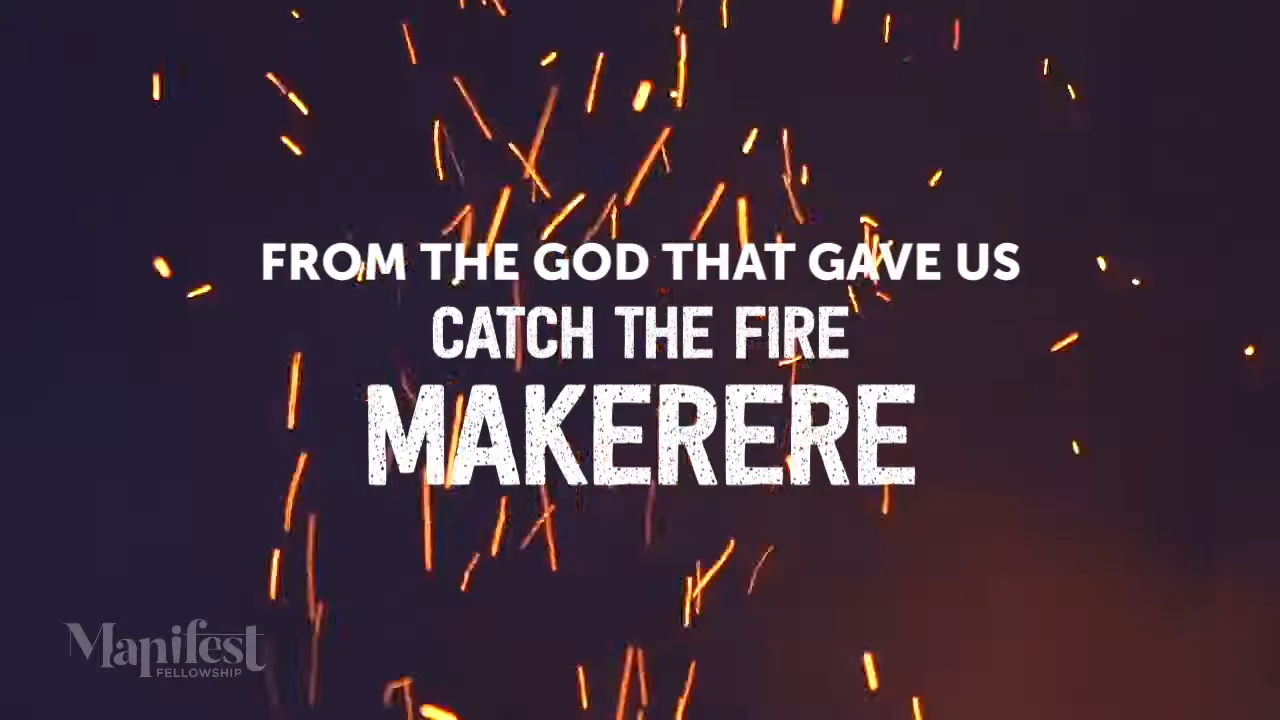 FROM THE GOD THAT GAVE US
CATCH THE FIRE
MAKERERE
Manifest
FELLOWSHIP